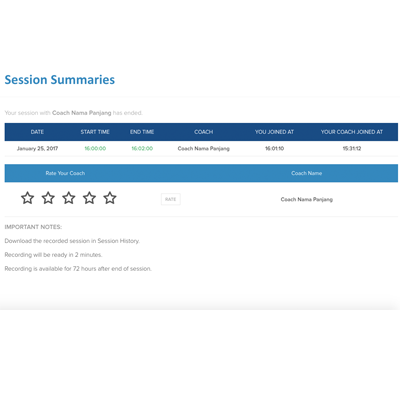 Session Summaries
Your session with Coach Nama Panjang has ended.
DATE START TIME END TIME COACH YOU JOINED AT YOUR COACH JOINED AT
January 25, 2017 16:00:00 16:02:00 Coach Nama Panjang 16:01:10 15:31:12
Rate Your Coach Coach Name
RATE Coach Nama Panjang
IMPORTANT NOTES:
Download the recorded session in Session History.
Recording will be ready in 2 minutes.
Recording is available for 72 hours after end of session.